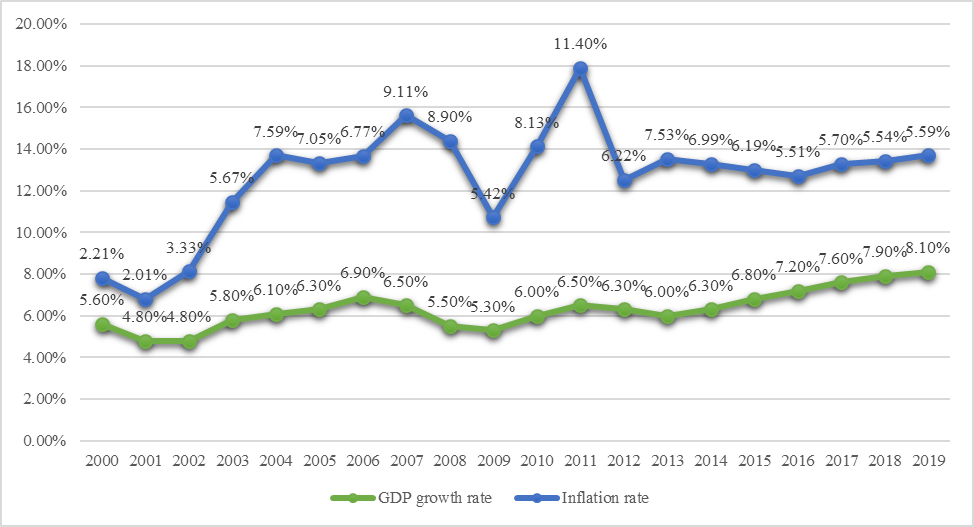 20.00%
18.00%
16.00%
14.00%
12.00%
10.00%
8.00%
6.00%
4.00%
2.00%
0.00%
2.21% 2.01% 3.33% 5.67% 7.59% 7.05% 6.77% 9.11% 8.90% 5.42% 8.13% 11.40% 6.22% 7.53% 6.99% 6.19% 5.51% 5.70% 5.54% 5.59%
5.60% 4.80% 4.80% 5.80% 6.10% 6.30% 6.90% 6.50% 5.50% 5.30% 6.00% 6.50% 6.30% 6.00% 6.30% 6.80% 7.20% 7.60% 7.90% 8.10%
2000 2001 2002 2003 2004 2005 2006 2007 2008 2009 2010 2011 2012 2013 2014 2015 2016 2017 2018 2019
GDP growth rate Inflation rate